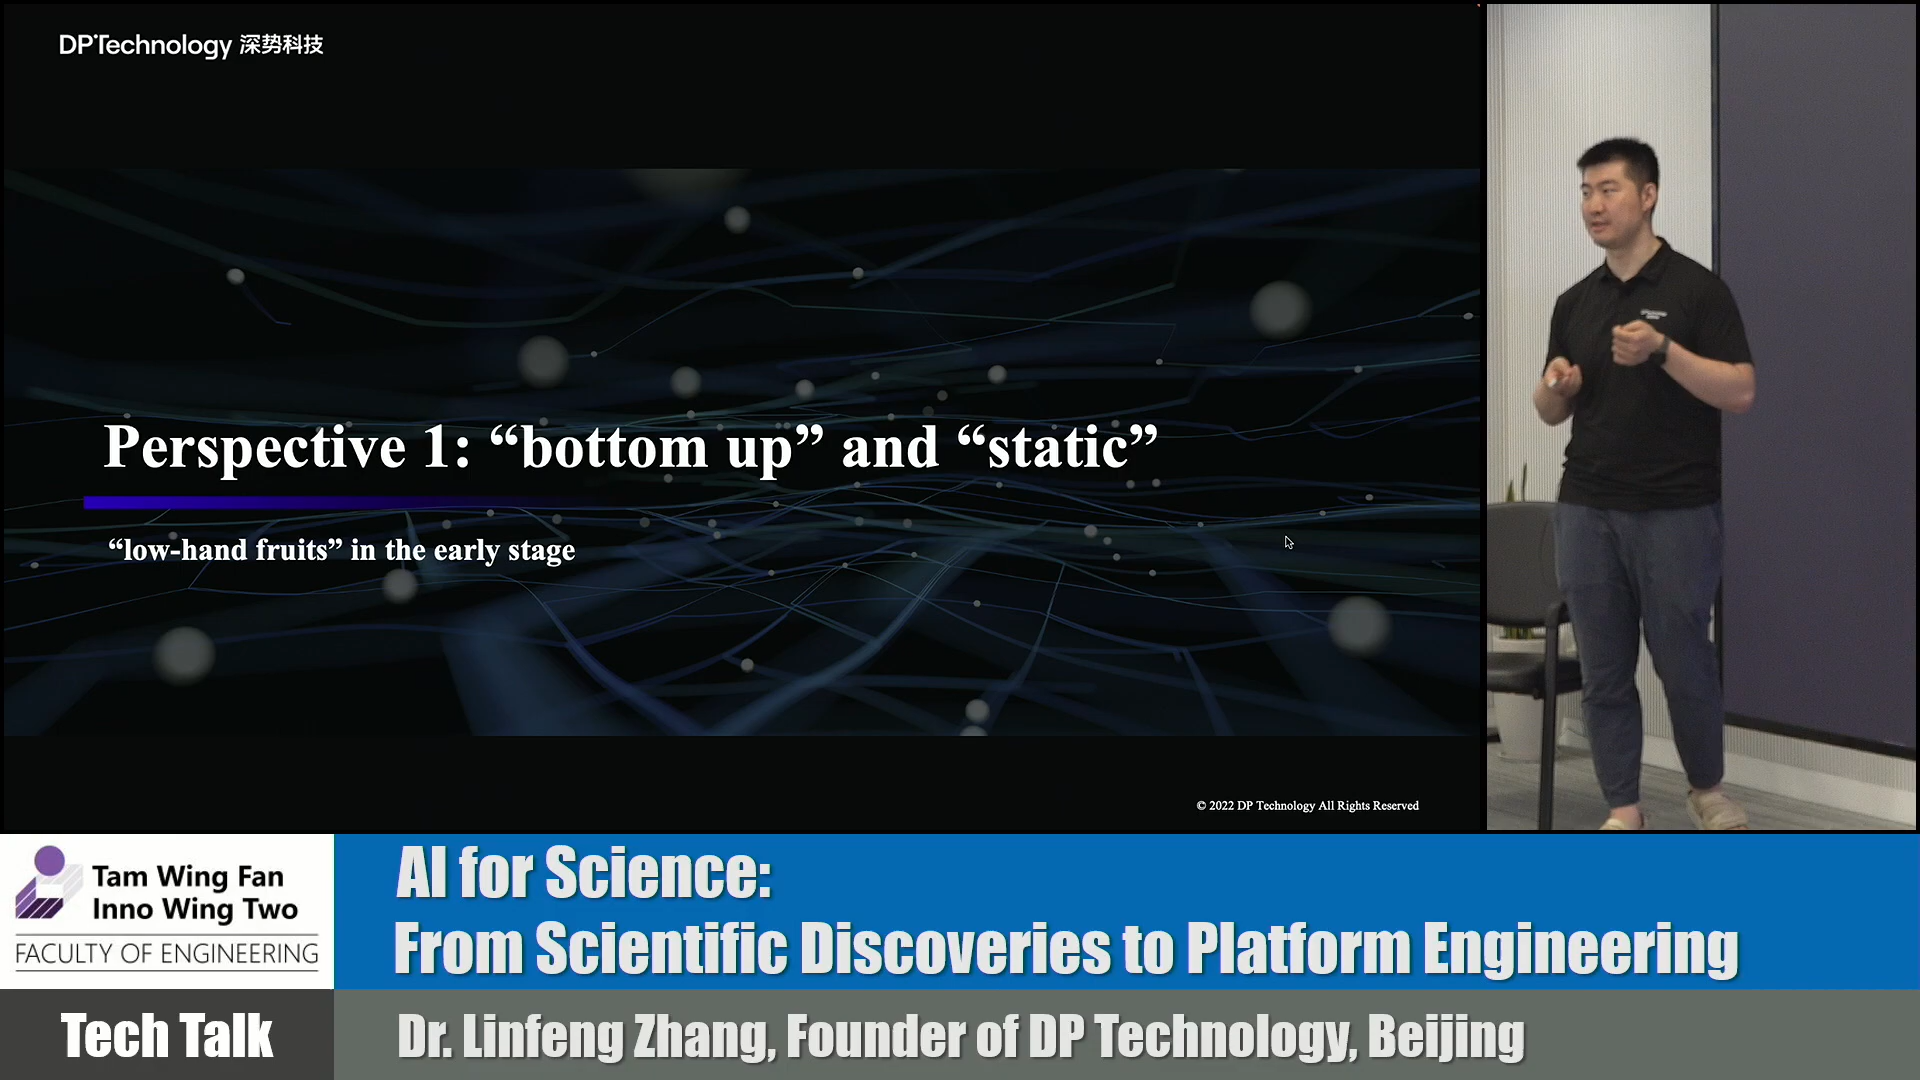 DP Technology 深势科技
Perspective 1: “bottom up” and “static”
“low-hand fruits” in the early stage
© 2022 DP Technology All Rights Reserved
Tam Wing Fan
Inno Wing Two
FACULTY OF ENGINEERING
AI for Science:
From Scientific Discoveries to Platform Engineering
Tech Talk
Dr. Linfeng Zhang, Founder of DP Technology, Beijing